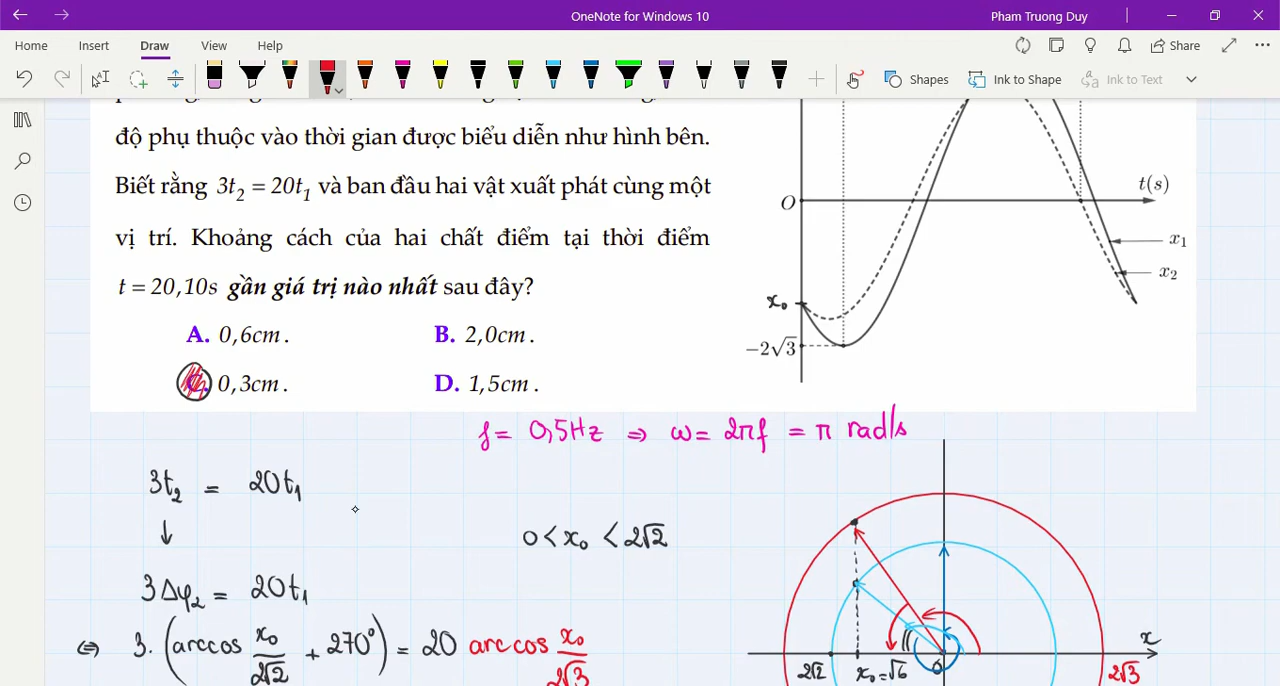 OneNote for Windows 10
Pham Truong Duy
Home Insert Draw View Help
Share
Shapes
Ink to Shape
Ink to Text
độ phụ thuộc vào thời gian được biểu diễn như hình bên.
Biết rằng 3t₂ = 20t₁ và ban đầu hai vật xuất phát cùng một
vị trí. Khoảng cách của hai chất điểm tại thời điểm
t = 20,10s gần giá trị nào nhất sau đây?
A. 0,6cm. B. 2,0cm.
C. 0,3cm. D. 1,5cm.
t(s)
O
x₁
x₂
x₀
−2√3
f = 0,5Hz ⇒ ω = 2πf = π rad/s
3t₂ = 20t₁
↓
0 < x₀ < 2√2
3Δφ₂ = 20t₁
⇔ 3. (arccos x₀/2√2 + 270°) = 20 arccos x₀/2√3
x
O
2√2 x₀=√6 2√3